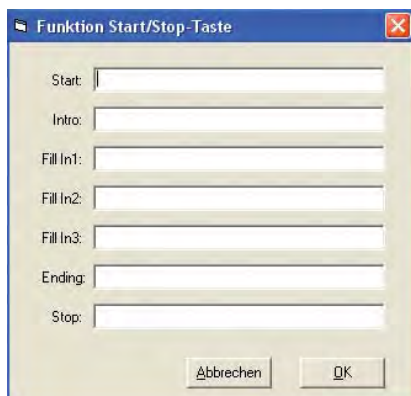 Funktion Start/Stop-Taste
Start:
Intro:
Fill In1:
Fill In2:
Fill In3:
Ending:
Stop:
Abbrechen OK